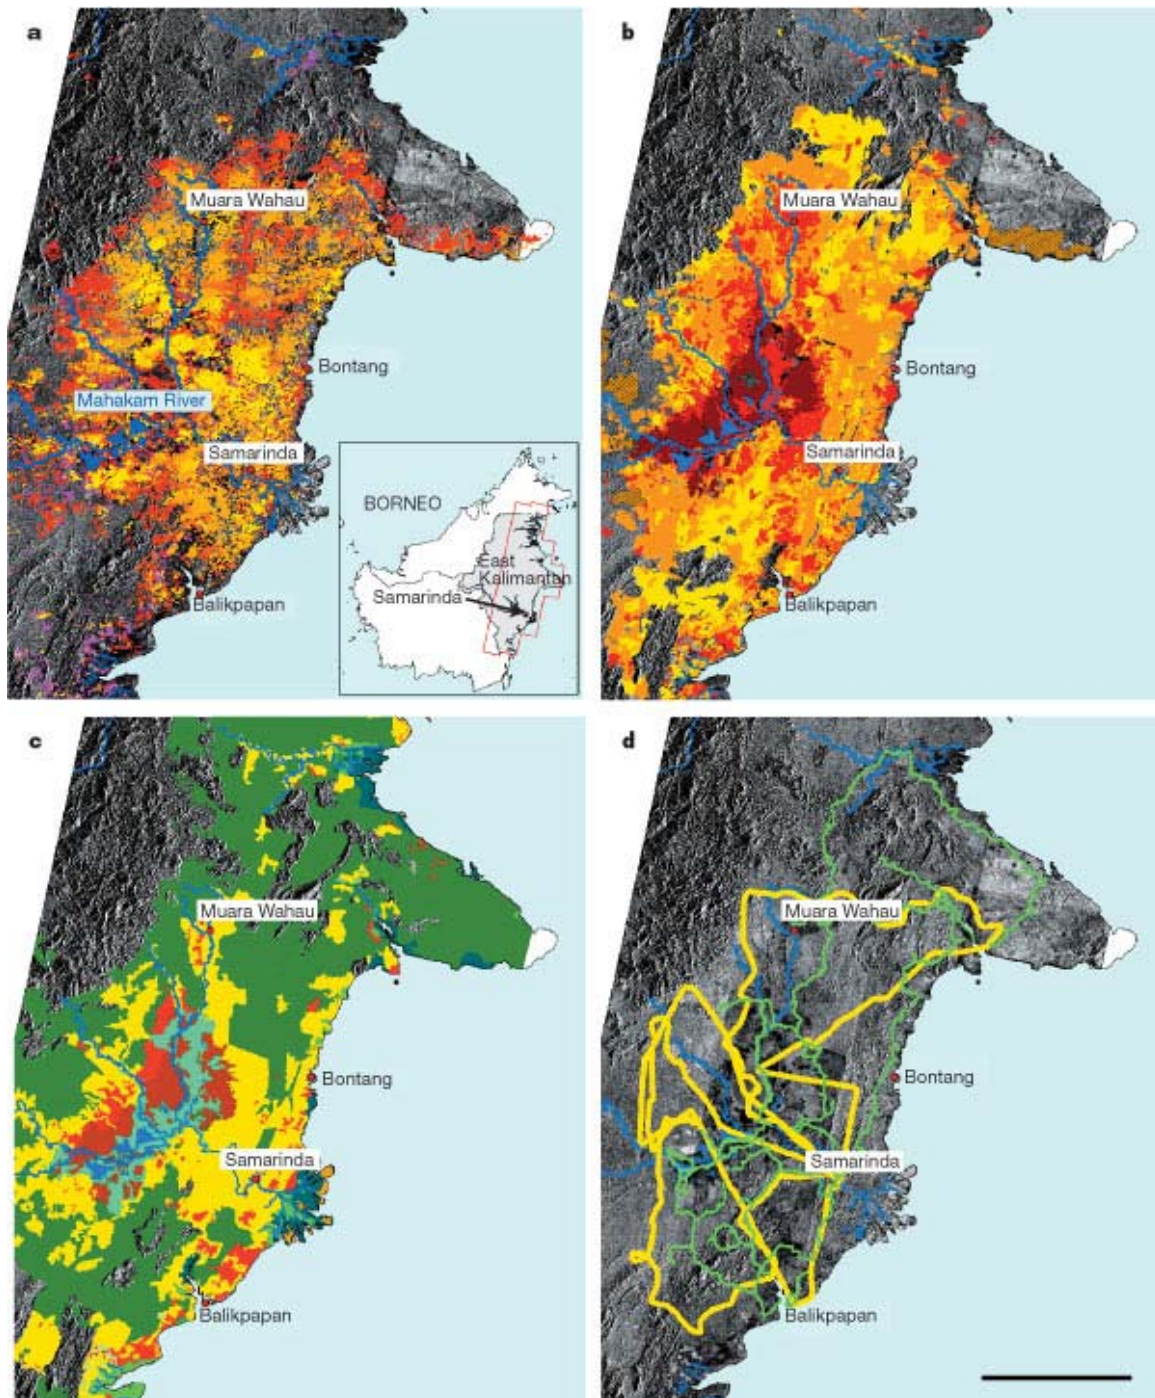 a
Muara Wahau
Bontang
Mahakam River
Samarinda
Balikpapan
BORNEO
East
Kalimantan
Samarinda
b
Muara Wahau
Bontang
Samarinda
Balikpapan
c
Muara Wahau
Bontang
Samarinda
Balikpapan
d
Muara Wahau
Bontang
Samarinda
Balikpapan